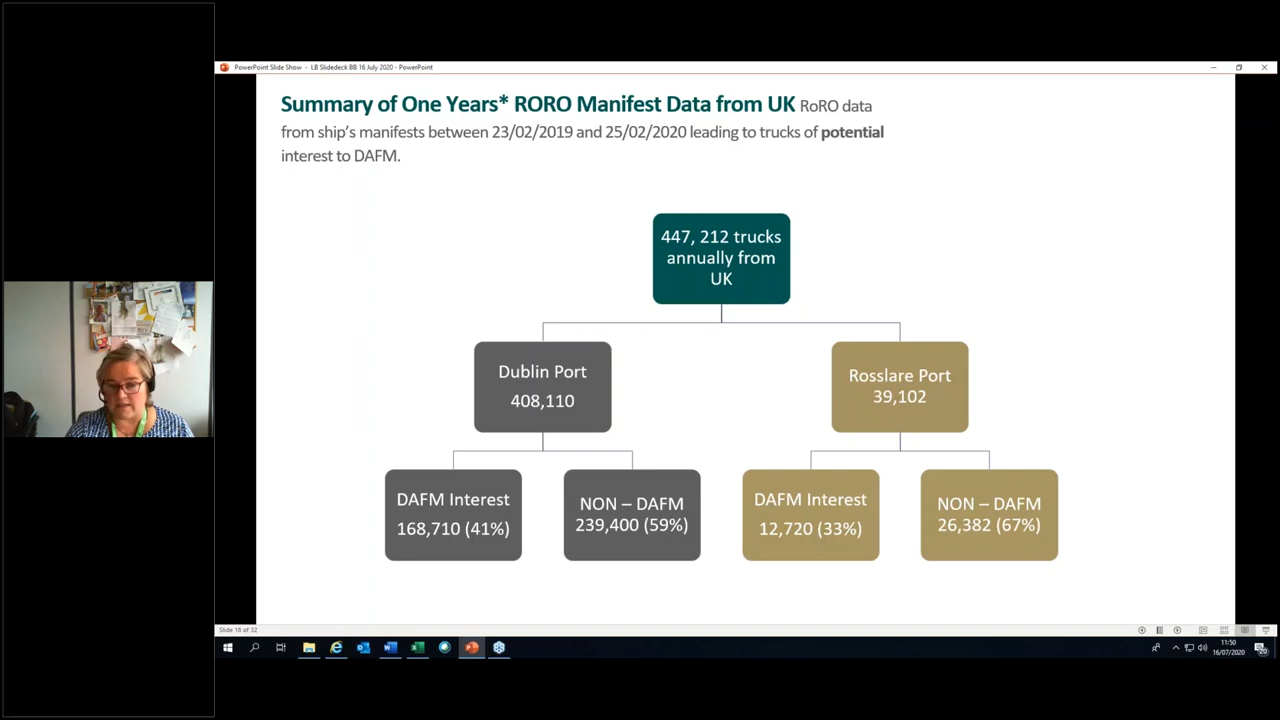 PowerPoint Slide Show - LB Slidedeck BB 16 July 2020 - PowerPoint
Summary of One Years* RORO Manifest Data from UK RoRO data
from ship's manifests between 23/02/2019 and 25/02/2020 leading to trucks of potential
interest to DAFM.
447, 212 trucks
annually from
UK
Dublin Port
408,110
Rosslare Port
39,102
DAFM Interest
168,710 (41%)
NON – DAFM
239,400 (59%)
DAFM Interest
12,720 (33%)
NON – DAFM
26,382 (67%)
Slide 18 of 32
11:50
16/07/2020